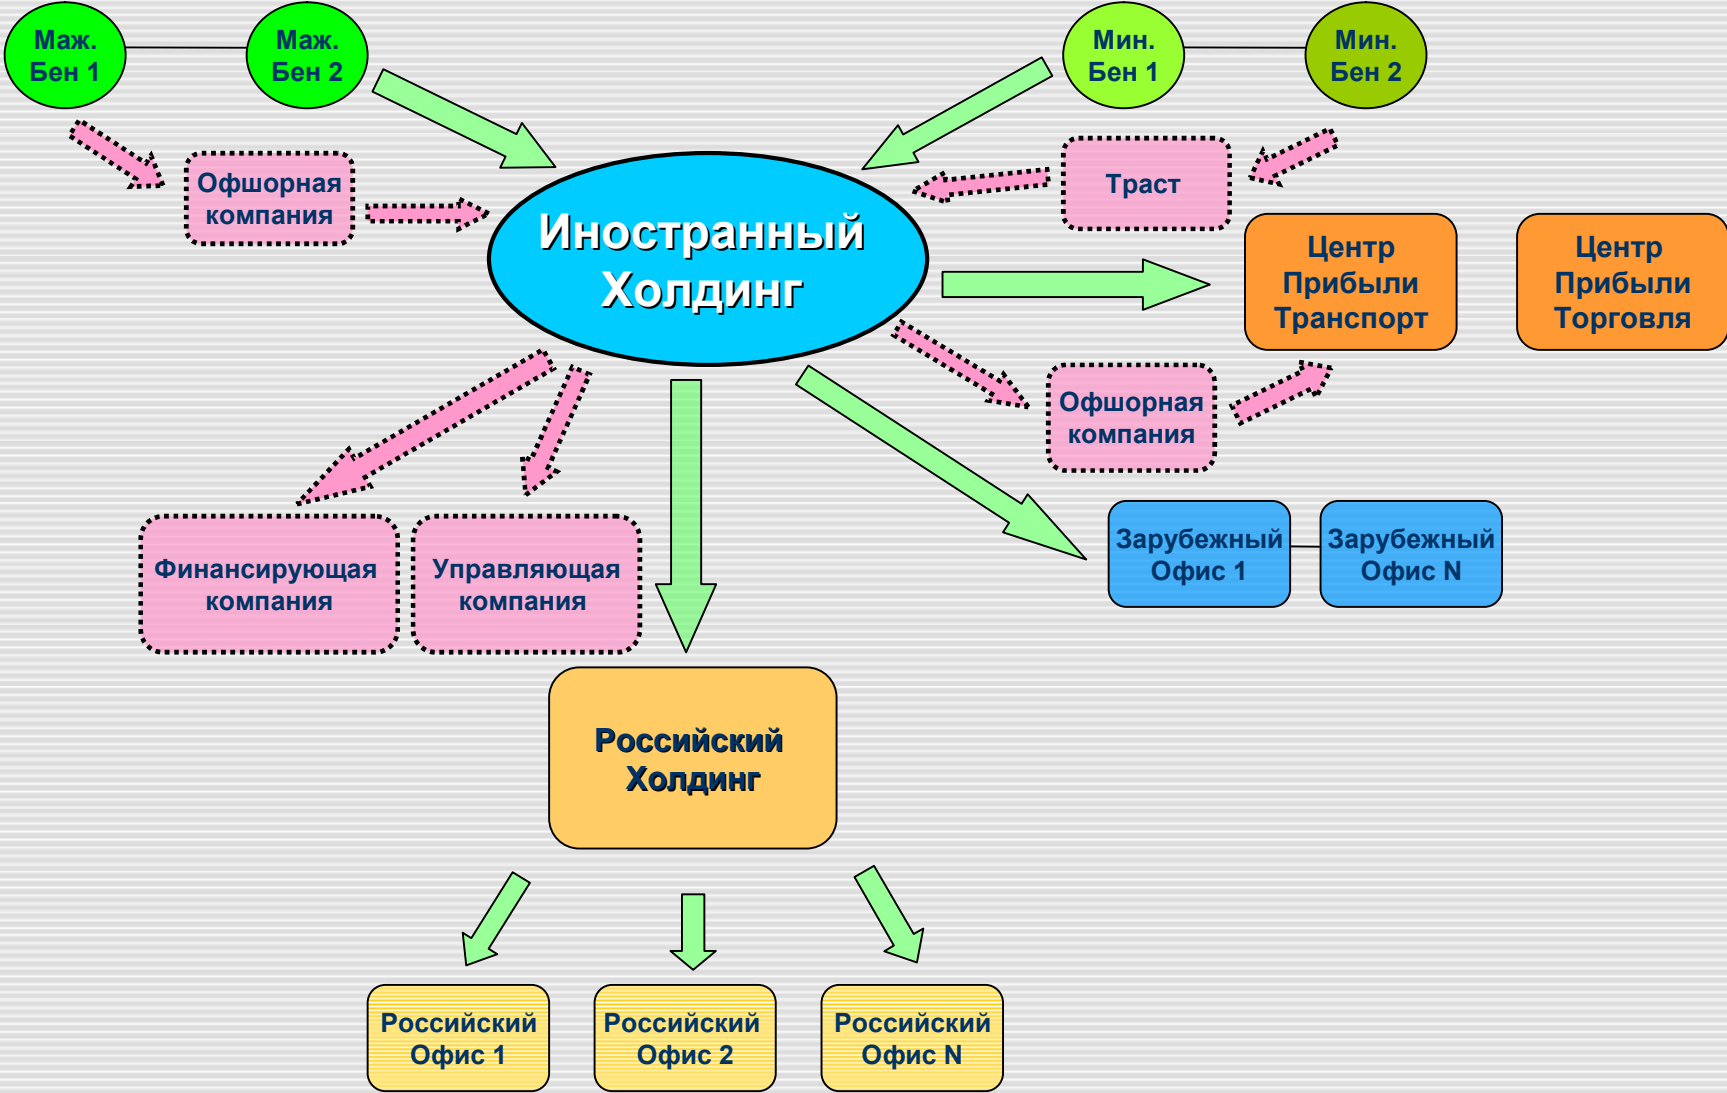 Маж.
Бен 1
Маж.
Бен 2
Мин.
Бен 1
Мин.
Бен 2
Офшорная
компания
Траст
Иностранный
Холдинг
Центр
Прибыли
Транспорт
Центр
Прибыли
Торговля
Офшорная
компания
Зарубежный
Офис 1
Зарубежный
Офис N
Финансирующая
компания
Управляющая
компания
Российский
Холдинг
Российский
Офис 1
Российский
Офис 2
Российский
Офис N